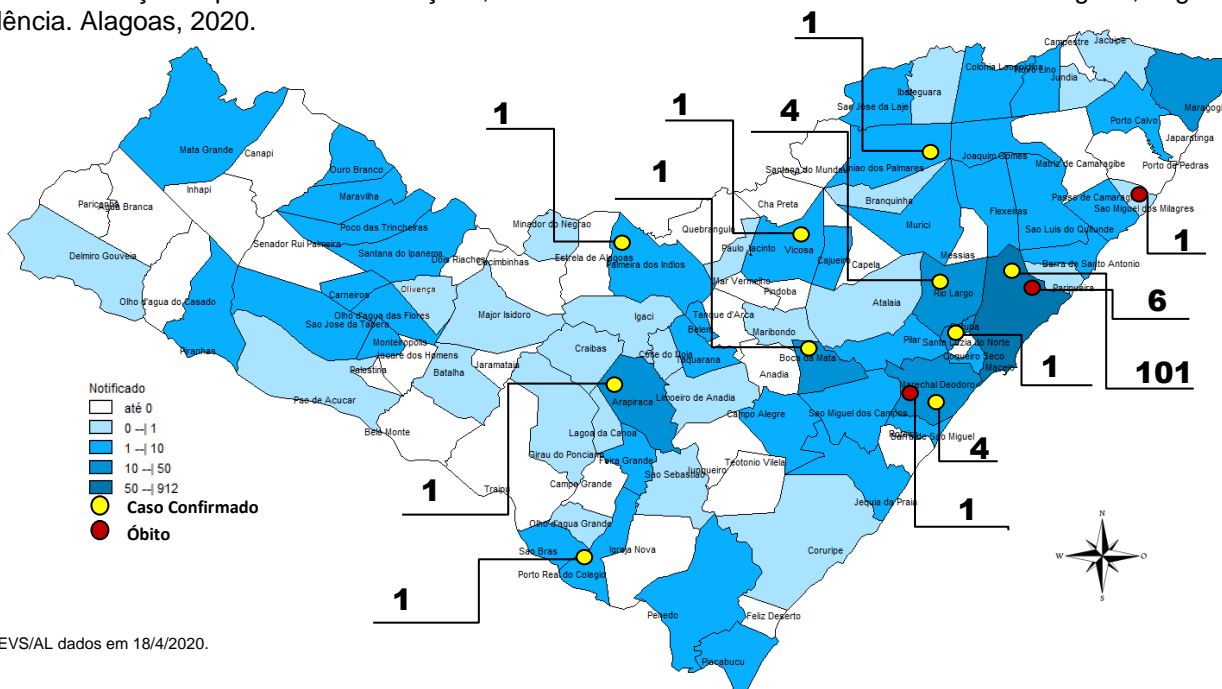 dência. Alagoas, 2020.
1
1
4
1
1
Campestre
Jacuipe
Colonia Leopoldina
Novo Lino
Jundia
Ibateguara
Sao Jose da Laje
Maragogi
Porto Calvo
Japaratinga
Mata Grande
Canapi
Ouro Branco
Santana do Mundau
Uniao dos Palmares
Joaquim Gomes
Matriz de Camaragibe
Porto de Pedras
Inhapi
Maravilha
Cha Preta
Branquinha
Passo de Camaragibe
Sao Miguel dos Milagres
Pariconha
Agua Branca
Minador do Negrao
Quebrangulo
Flexeiras
Poco das Trincheiras
Murici
Sao Luis do Quitunde
Senador Rui Palmeira
Paulo Jacinto
Vicosa
1
Delmiro Gouveia
Santana do Ipanema
Dois Riachos
Cacimbinhas
Estrela de Alagoas
Palmeira dos Indios
Cajueiro
Capela
Messias
Barra de Santo Antonio
Mar Vermelho
Pindoba
Paripueira
Olho d'agua do Casado
Carneiros
Olivença
Rio Largo
Atalaia
6
Olho d'agua das Flores
Major Isidoro
Igaci
Tanque d'Arca
Sao Jose da Tapera
Belem
Maribondo
Pilar
Santa Luzia do Norte
Piranhas
Monteiropolis
Craibas
Coite do Noia
Taquarana
Boca da Mata
Coqueiro Seco
Jacare dos Homens
Maceio
1
101
Palestina
Batalha
Jaramataia
Anadia
Marechal Deodoro
Notificado
até 0
0 --| 1
1 --| 10
10 --| 50
50 --| 912
Caso Confirmado
Óbito
Pao de Acucar
Arapiraca
Limoeiro de Anadia
Campo Alegre
Sao Miguel dos Campos
Belo Monte
Lagoa da Canoa
Roteiro
Barra de Sao Miguel
4
Girau do Ponciano
Feira Grande
Teotonio Vilela
Junqueiro
Sao Sebastiao
1
Traipu
Campo Grande
Jequia da Praia
1
Olho d'agua Grande
N
W
O
S
Sao Bras
Igreja Nova
Coruripe
Porto Real do Colegio
1
Penedo
Feliz Deserto
EVS/AL dados em 18/4/2020.
Piacabucu